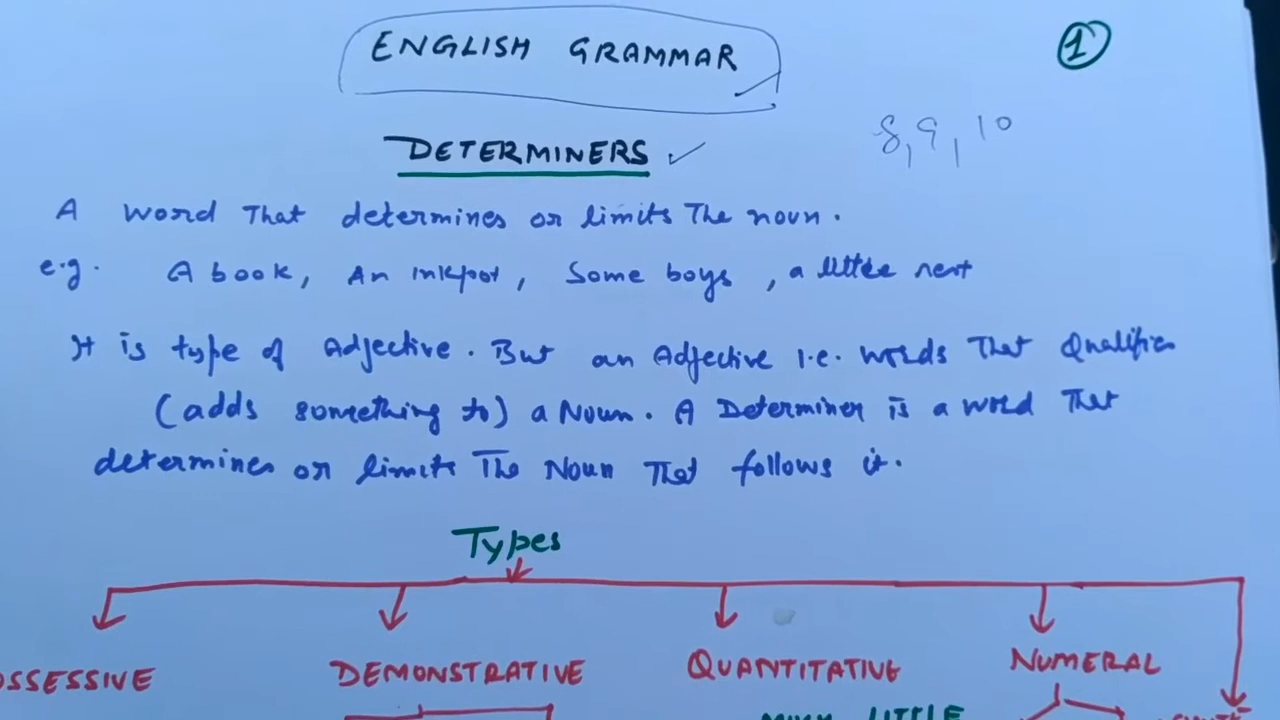 ENGLISH GRAMMAR
1
8, 9, 10
DETERMINERS
A word That determines or limits The noun.
e.g. A book, An Inkpot, Some boys, a little rest
It is type of Adjective. But an Adjective i.e. words That Qualifies
(adds something to) a Noun. A Determiner is a word That
determines or limits The Noun That follows it.
Types
OSSESSIVE DEMONSTRATIVE QUANTITATIVE NUMERAL
LITTLE